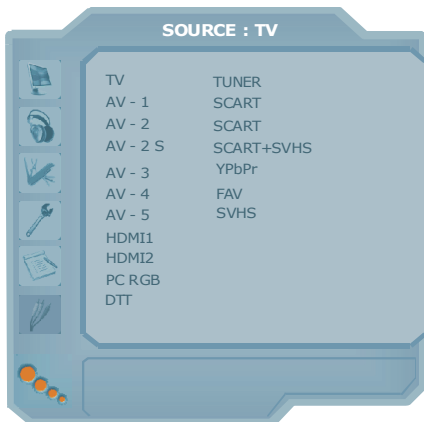 SOURCE : TV
TV TUNER
AV - 1 SCART
AV - 2 SCART
AV - 2 S SCART+SVHS
AV - 3 YPbPr
AV - 4 FAV
AV - 5 SVHS
HDMI1
HDMI2
PC RGB
DTT